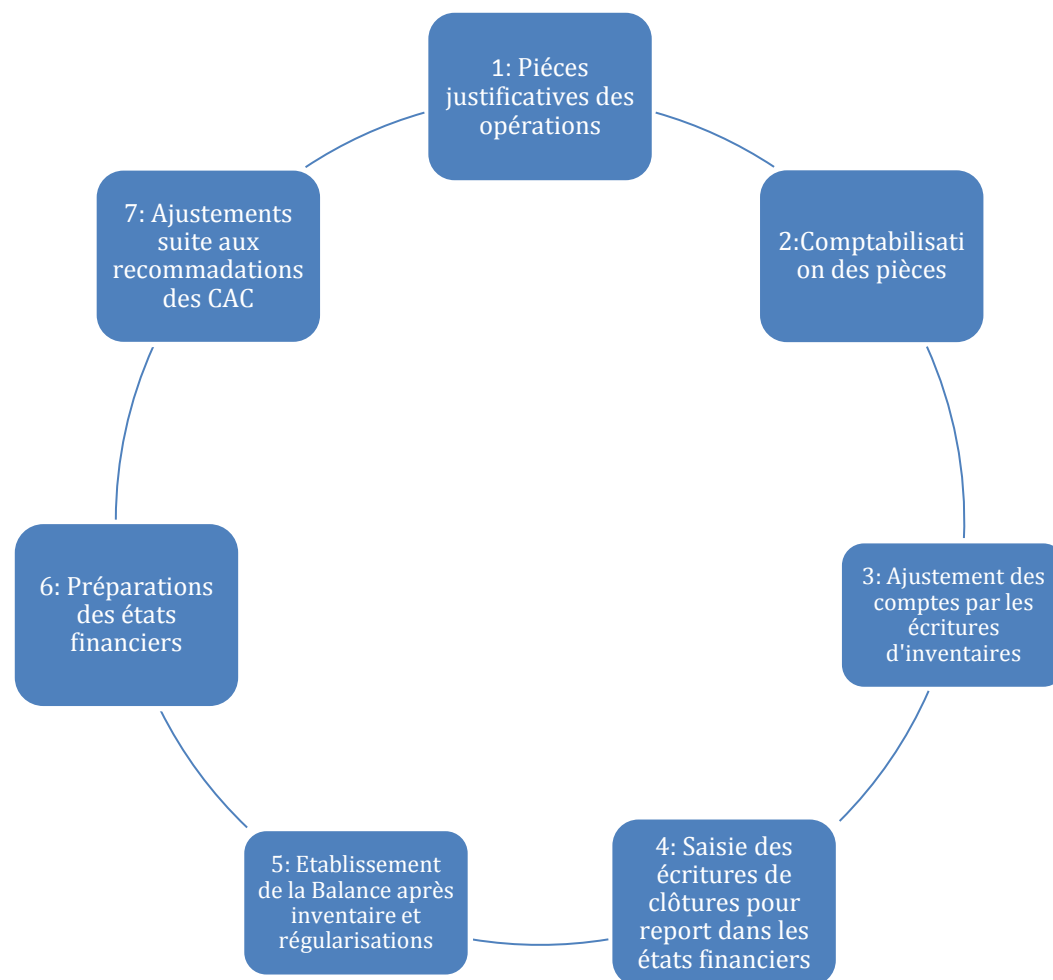 1: Piéces
justificatives des
opérations
2:Comptabilisati
on des pièces
3: Ajustement des
comptes par les
écritures
d'inventaires
4: Saisie des
écritures de
clôtures pour
report dans les
états financiers
5: Etablissement
de la Balance après
inventaire et
régularisations
6: Préparations
des états
financiers
7: Ajustements
suite aux
recommadations
des CAC